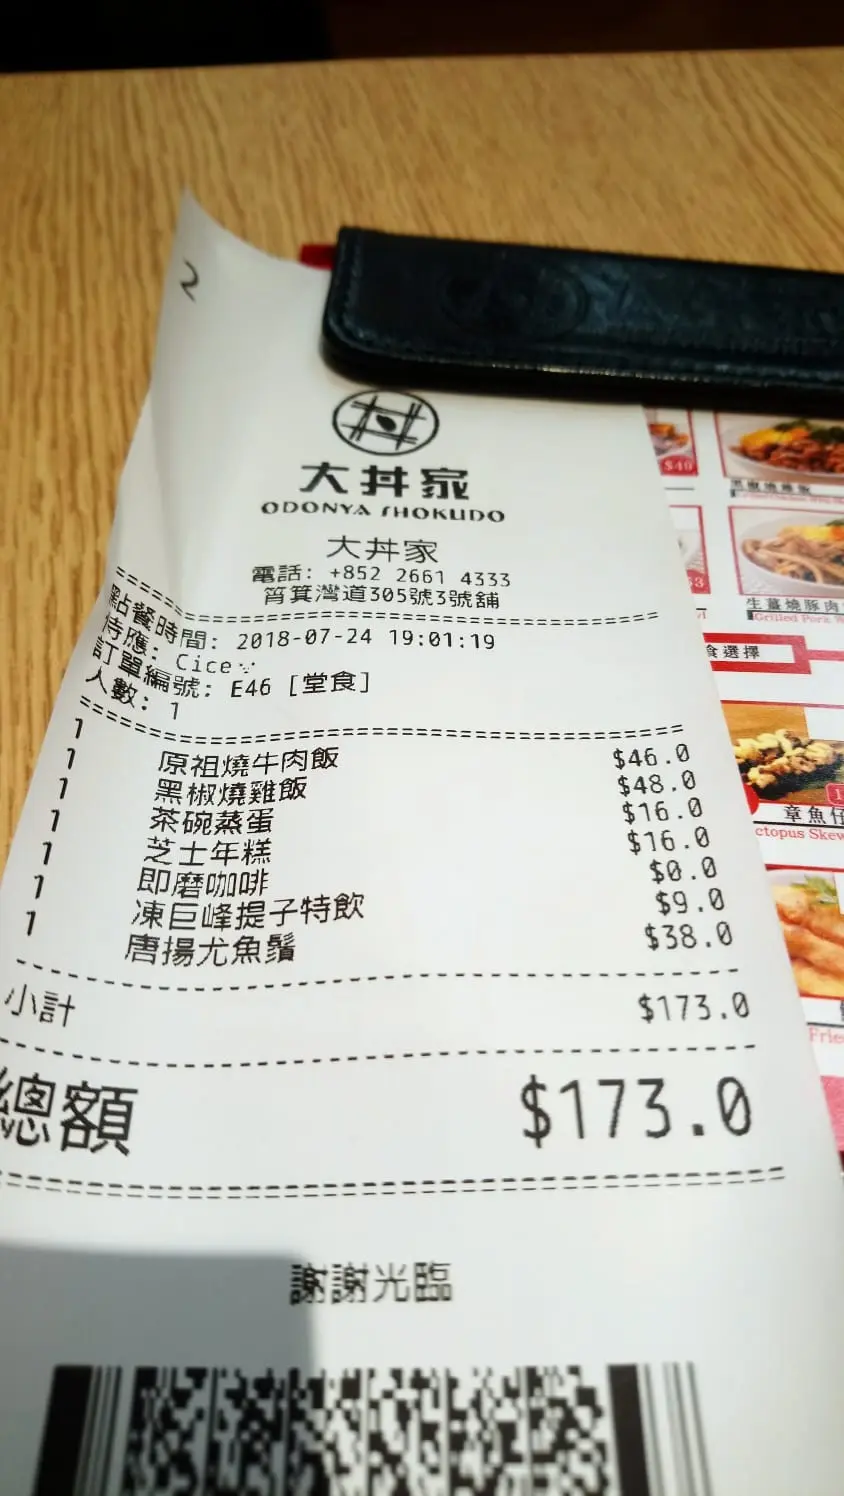 2
大丼家
ODONYA SHOKUDO
大丼家
電話: +852 2661 4333
筲箕灣道305號3號舖
點餐時間: 2018-07-24 19:01:19
侍應: Cice
訂單編號: E46 [堂食]
人數: 1
1 原祖燒牛肉飯 $46.0
1 黑椒燒雞飯 $48.0
1 茶碗蒸蛋 $16.0
1 芝士年糕 $16.0
1 即磨咖啡 $0.0
1 凍巨峰提子特飲 $9.0
1 唐揚尤魚鬚 $38.0
小計 $173.0
總額 $173.0
謝謝光臨
$40
生薑燒豚肉
Grilled Pork
食選擇
章魚仔
ctopus Skew
Frie